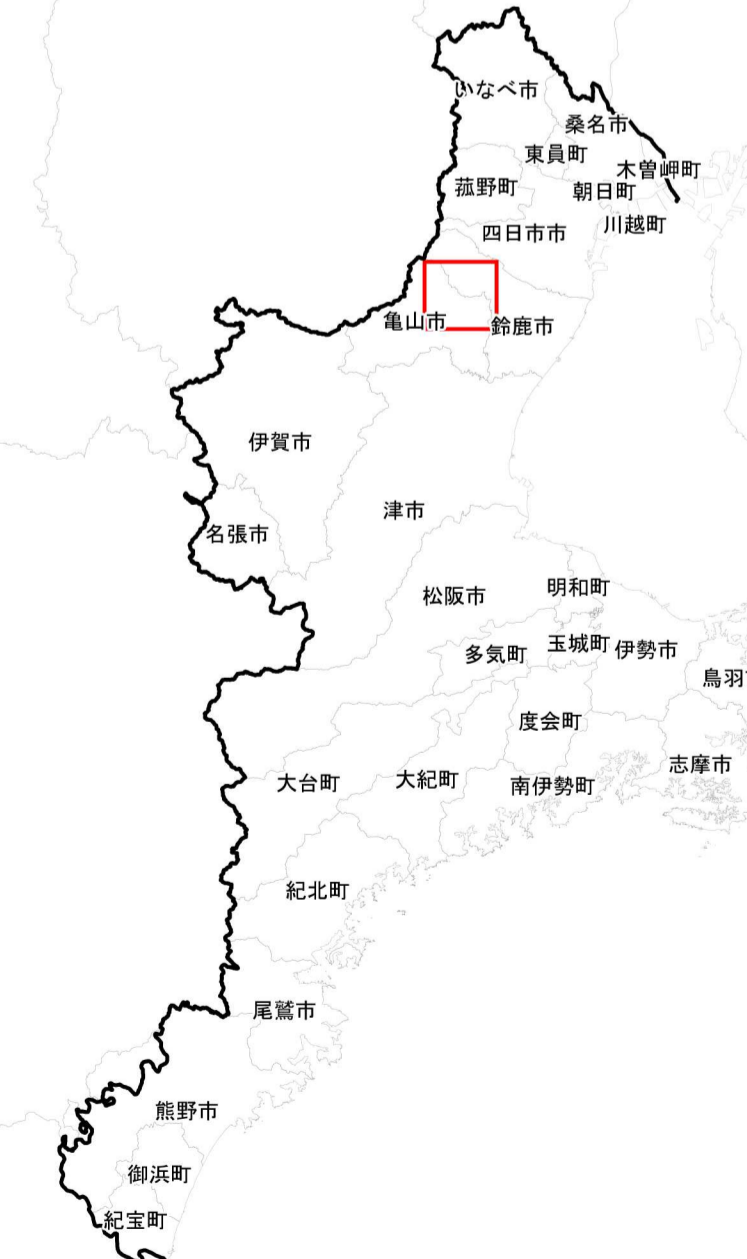 いなべ市
桑名市
東員町
木曽岬町
菰野町
朝日町
川越町
四日市市
亀山市
鈴鹿市
伊賀市
津市
名張市
松阪市
明和町
多気町
玉城町
伊勢市
鳥羽
度会町
志摩市
大台町
大紀町
南伊勢町
紀北町
尾鷲市
熊野市
御浜町
紀宝町